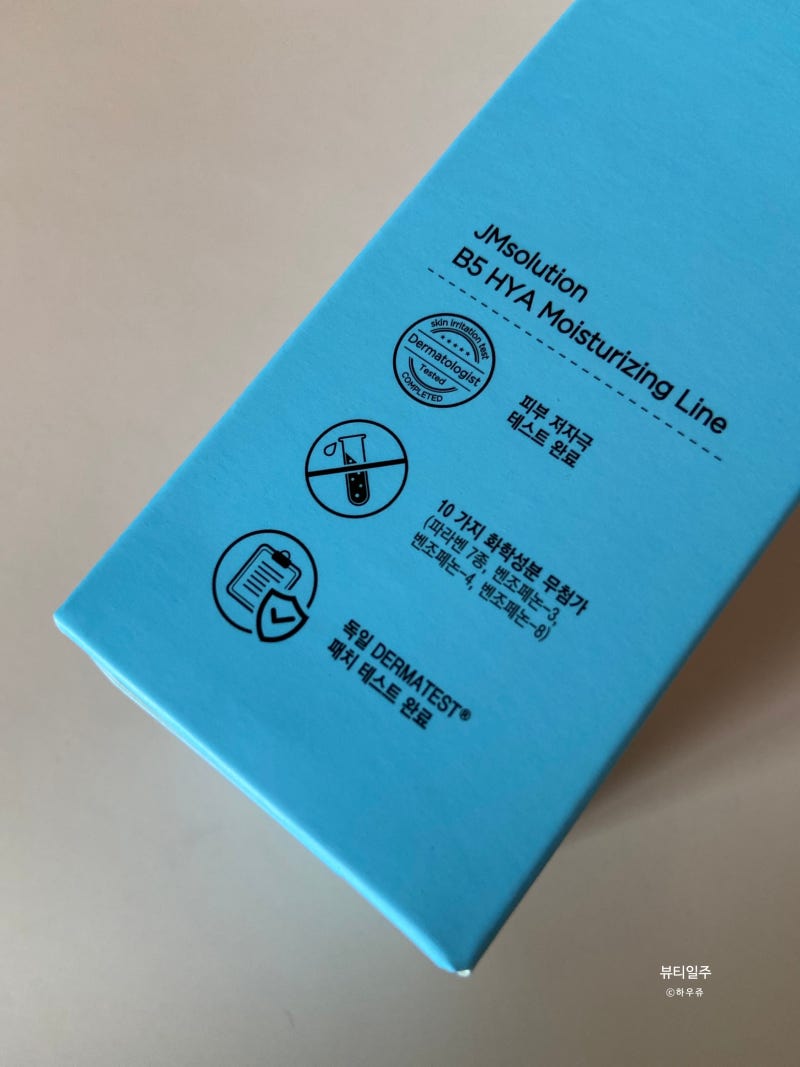 JMsolution
B5 HYA Moisturizing Line
skin irritation test
Dermatologist
Tested
COMPLETED
피부 저자극
테스트 완료
10 가지 화학성분 무첨가
(파라벤 7종, 벤조페논-3,
벤조페논-4, 벤조페논-8)
독일 DERMATEST®
패치 테스트 완료
뷰티일주
©하우쥬